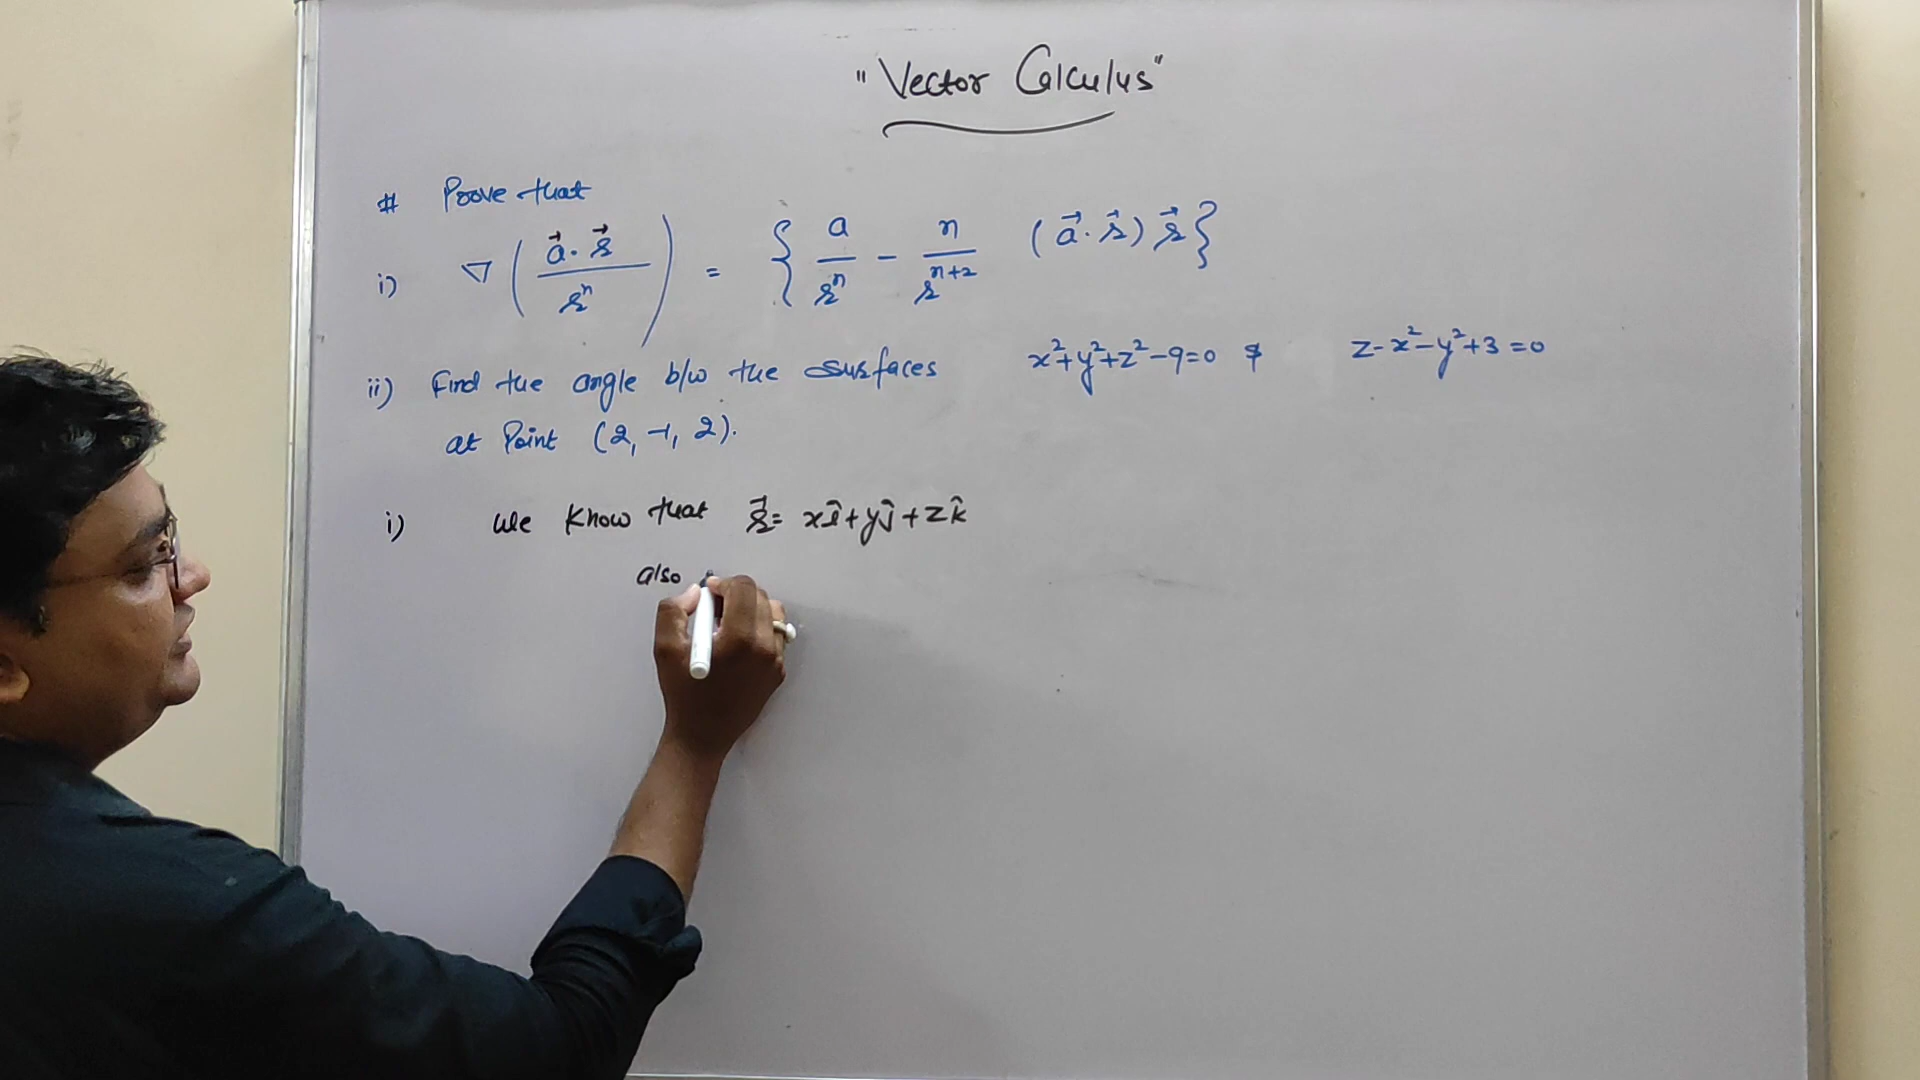 "Vector Calculus"
# Prove that
i) ∇ ( a⃗ . r⃗ / rⁿ ) = { a / rⁿ - n / rⁿ⁺² ( a⃗ . r⃗ ) r⃗ }
ii) Find the angle b/w the surfaces x²+y²+z²-9=0 & z-x²-y²+3=0
at Point (2, -1, 2).
i) We Know that r⃗ = xî+yĵ+zk̂
also